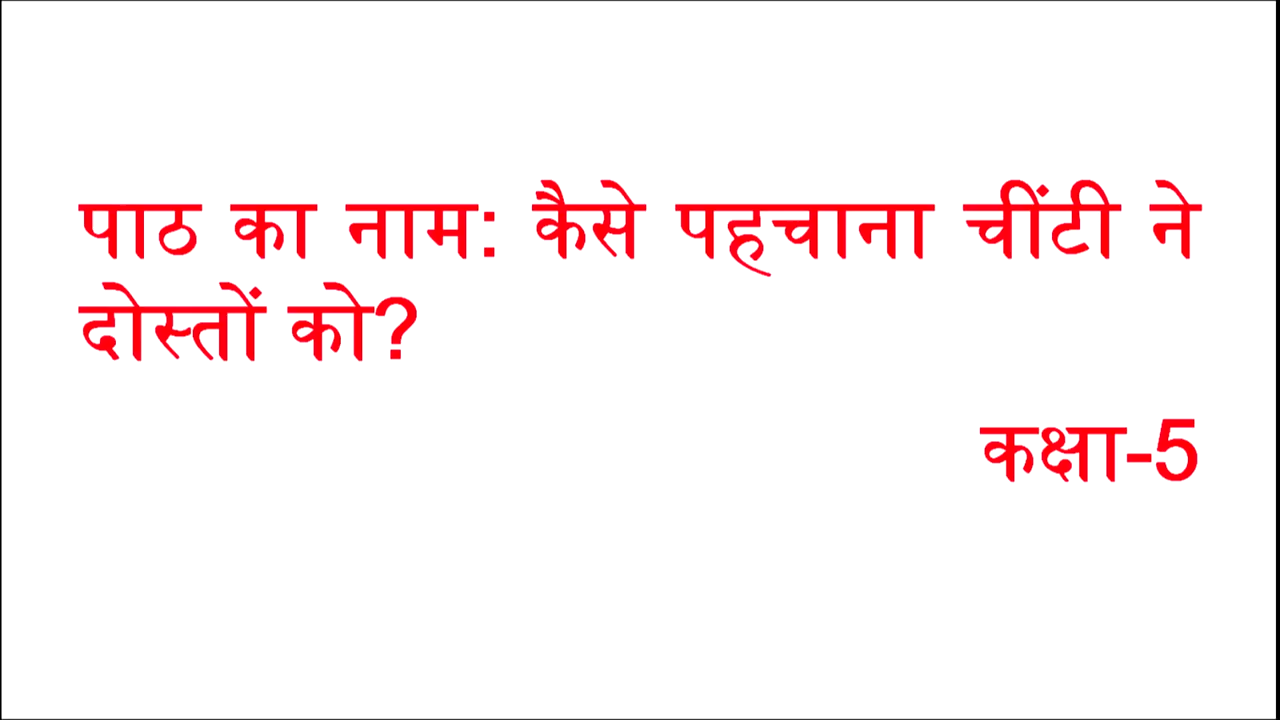 पाठ का नाम: कैसे पहचाना चींटी ने
दोस्तों को?
कक्षा-5